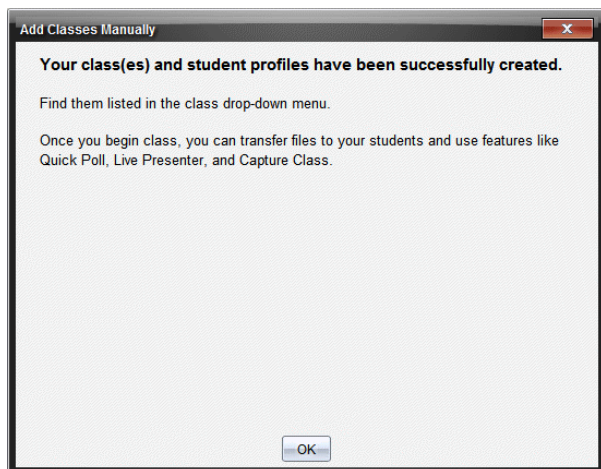 Add Classes Manually
Your class(es) and student profiles have been successfully created.
Find them listed in the class drop-down menu.
Once you begin class, you can transfer files to your students and use features like
Quick Poll, Live Presenter, and Capture Class.
OK